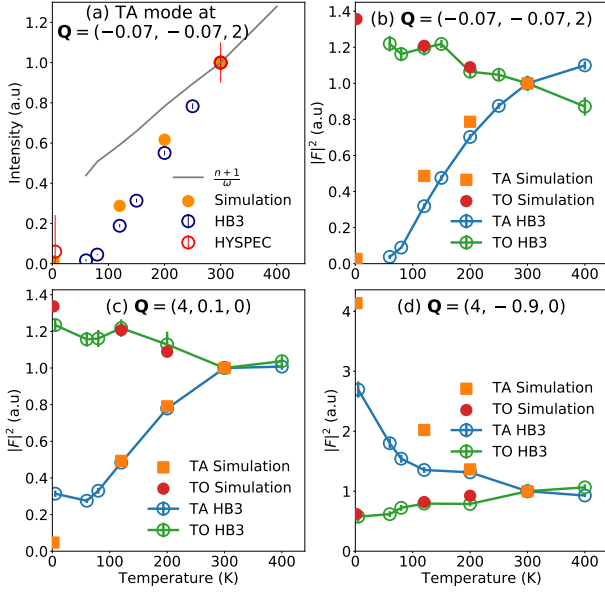 (a) TA mode at
Q = (−0.07, −0.07, 2)
Intensity (a.u)
1.2
1.0
0.8
0.6
0.4
0.2
0.0
0 100 200 300 400
n + 1
ω
Simulation
HB3
HYSPEC
(b) Q = (−0.07, −0.07, 2)
|F|² (a.u)
1.4
1.2
1.0
0.8
0.6
0.4
0.2
0.0
0 100 200 300 400
TA Simulation
TO Simulation
TA HB3
TO HB3
(c) Q = (4, 0.1, 0)
|F|² (a.u)
1.4
1.2
1.0
0.8
0.6
0.4
0.2
0.0
0 100 200 300 400
Temperature (K)
TA Simulation
TO Simulation
TA HB3
TO HB3
(d) Q = (4, −0.9, 0)
|F|² (a.u)
4
3
2
1
0
0 100 200 300 400
Temperature (K)
TA Simulation
TO Simulation
TA HB3
TO HB3